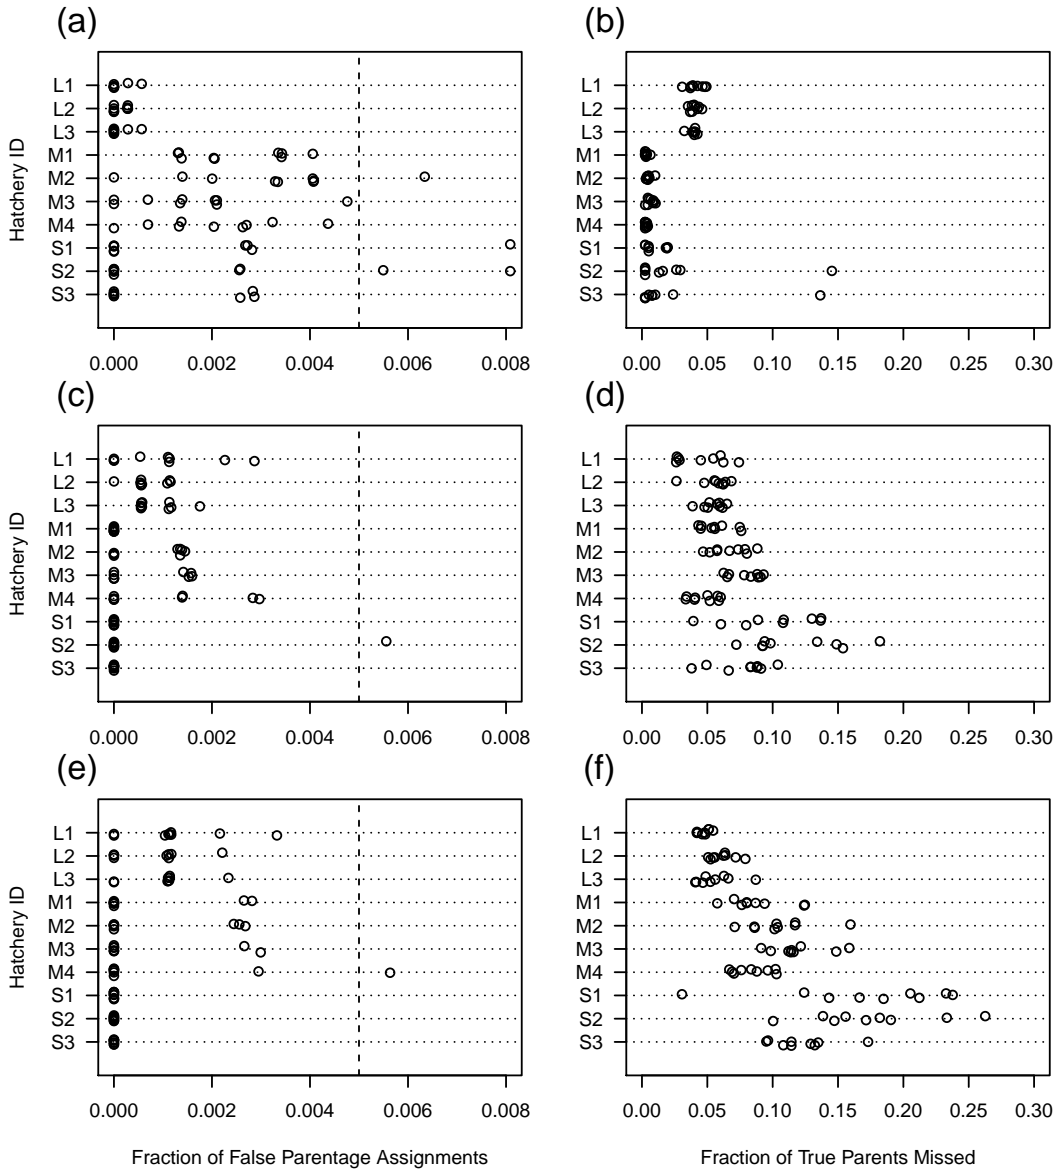 (a)
(b)
Hatchery ID
L1
L2
L3
M1
M2
M3
M4
S1
S2
S3
L1
L2
L3
M1
M2
M3
M4
S1
S2
S3
0.000 0.002 0.004 0.006 0.008
0.00 0.05 0.10 0.15 0.20 0.25 0.30
(c)
(d)
Hatchery ID
L1
L2
L3
M1
M2
M3
M4
S1
S2
S3
L1
L2
L3
M1
M2
M3
M4
S1
S2
S3
0.000 0.002 0.004 0.006 0.008
0.00 0.05 0.10 0.15 0.20 0.25 0.30
(e)
(f)
Hatchery ID
L1
L2
L3
M1
M2
M3
M4
S1
S2
S3
L1
L2
L3
M1
M2
M3
M4
S1
S2
S3
0.000 0.002 0.004 0.006 0.008
0.00 0.05 0.10 0.15 0.20 0.25 0.30
Fraction of False Parentage Assignments
Fraction of True Parents Missed